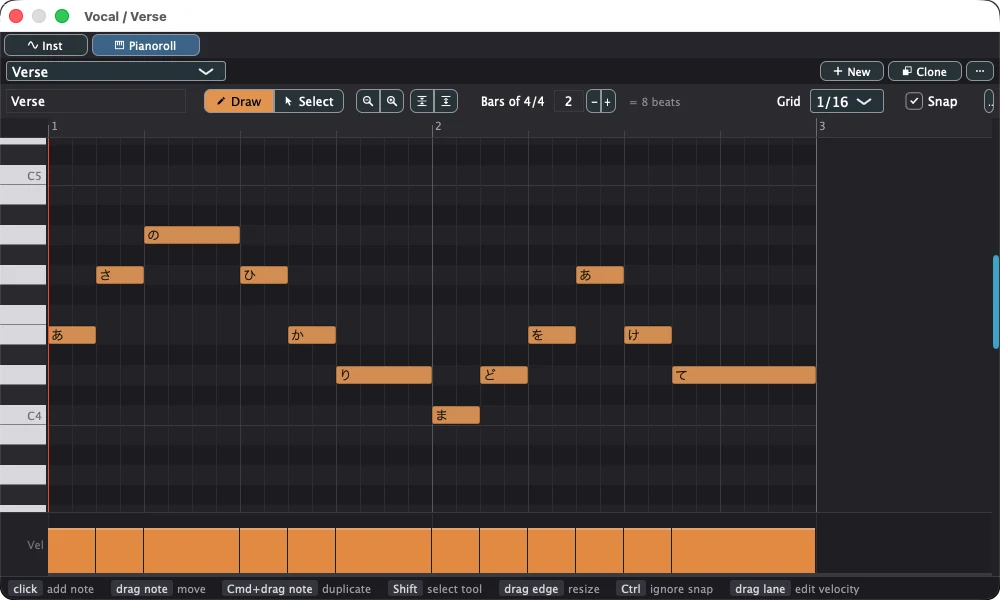 Vocal / Verse
Inst Pianoroll
Verse + New Clone ...
Verse Draw Select Bars of 4/4 2 - + = 8 beats Grid 1/16 Snap
1 2 3
C5
の
さ ひ あ
あ か を け
り ど て
C4 ま
Vel
click add note drag note move Cmd+drag note duplicate Shift select tool drag edge resize Ctrl ignore snap drag lane edit velocity